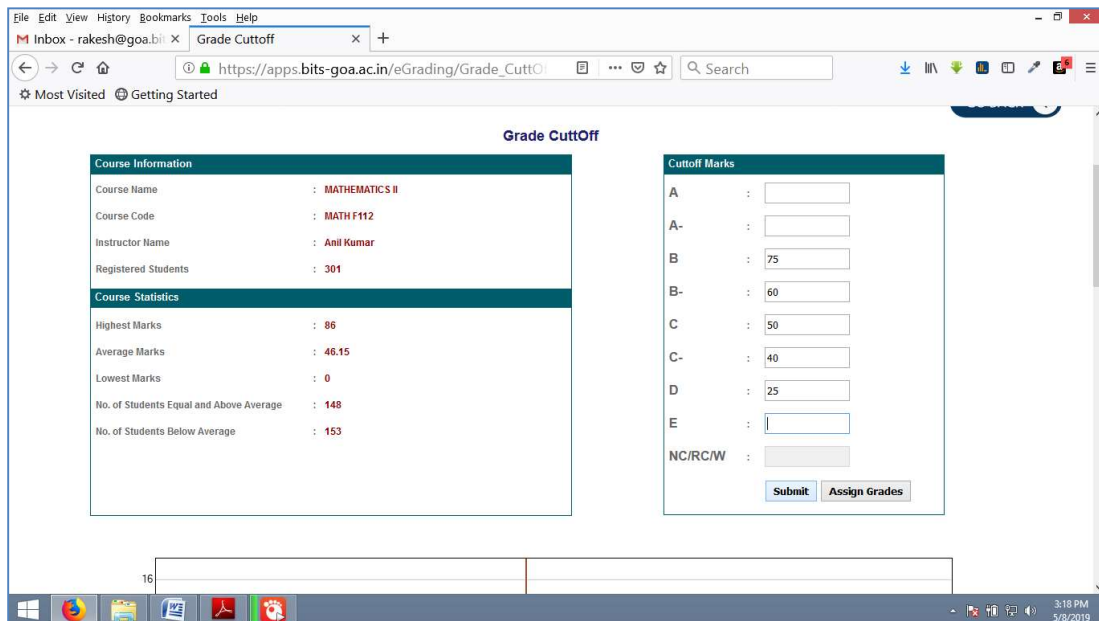 File Edit View History Bookmarks Tools Help
Inbox - rakesh@goa.bit
Grade Cuttoff
https://apps.bits-goa.ac.in/eGrading/Grade_CuttO
Search
Most Visited Getting Started
Grade CuttOff
Course Information
Course Name : MATHEMATICS II
Course Code : MATH F112
Instructor Name : Anil Kumar
Registered Students : 301
Course Statistics
Highest Marks : 86
Average Marks : 46.15
Lowest Marks : 0
No. of Students Equal and Above Average : 148
No. of Students Below Average : 153
Cuttoff Marks
A :
A- :
B : 75
B- : 60
C : 50
C- : 40
D : 25
E :
NC/RC/W :
Submit Assign Grades
16
3:18 PM
5/8/2019